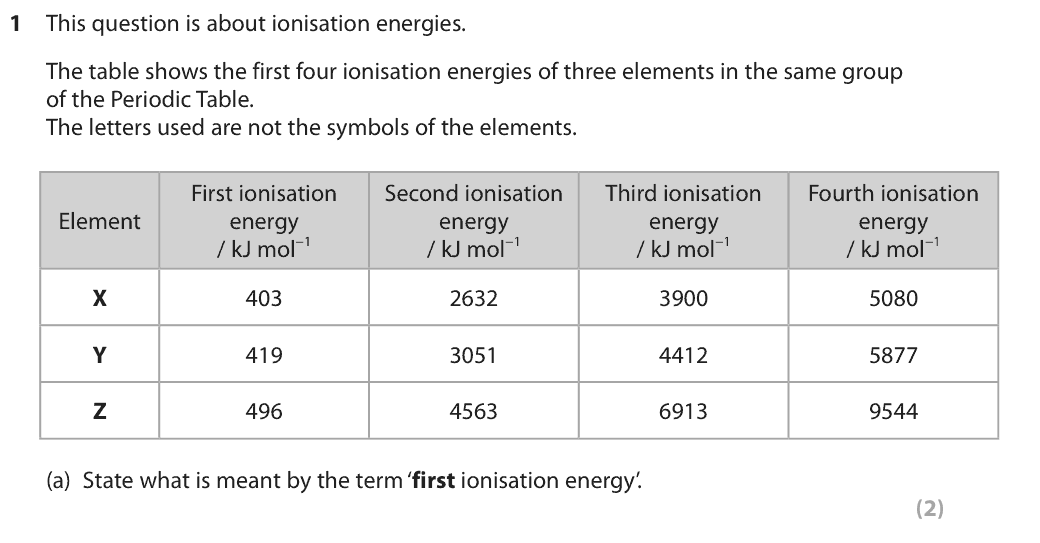 1 This question is about ionisation energies.
The table shows the first four ionisation energies of three elements in the same group
of the Periodic Table.
The letters used are not the symbols of the elements.
Element | First ionisation energy / kJ mol⁻¹ | Second ionisation energy / kJ mol⁻¹ | Third ionisation energy / kJ mol⁻¹ | Fourth ionisation energy / kJ mol⁻¹
X | 403 | 2632 | 3900 | 5080
Y | 419 | 3051 | 4412 | 5877
Z | 496 | 4563 | 6913 | 9544
(a) State what is meant by the term ‘first ionisation energy’.
(2)